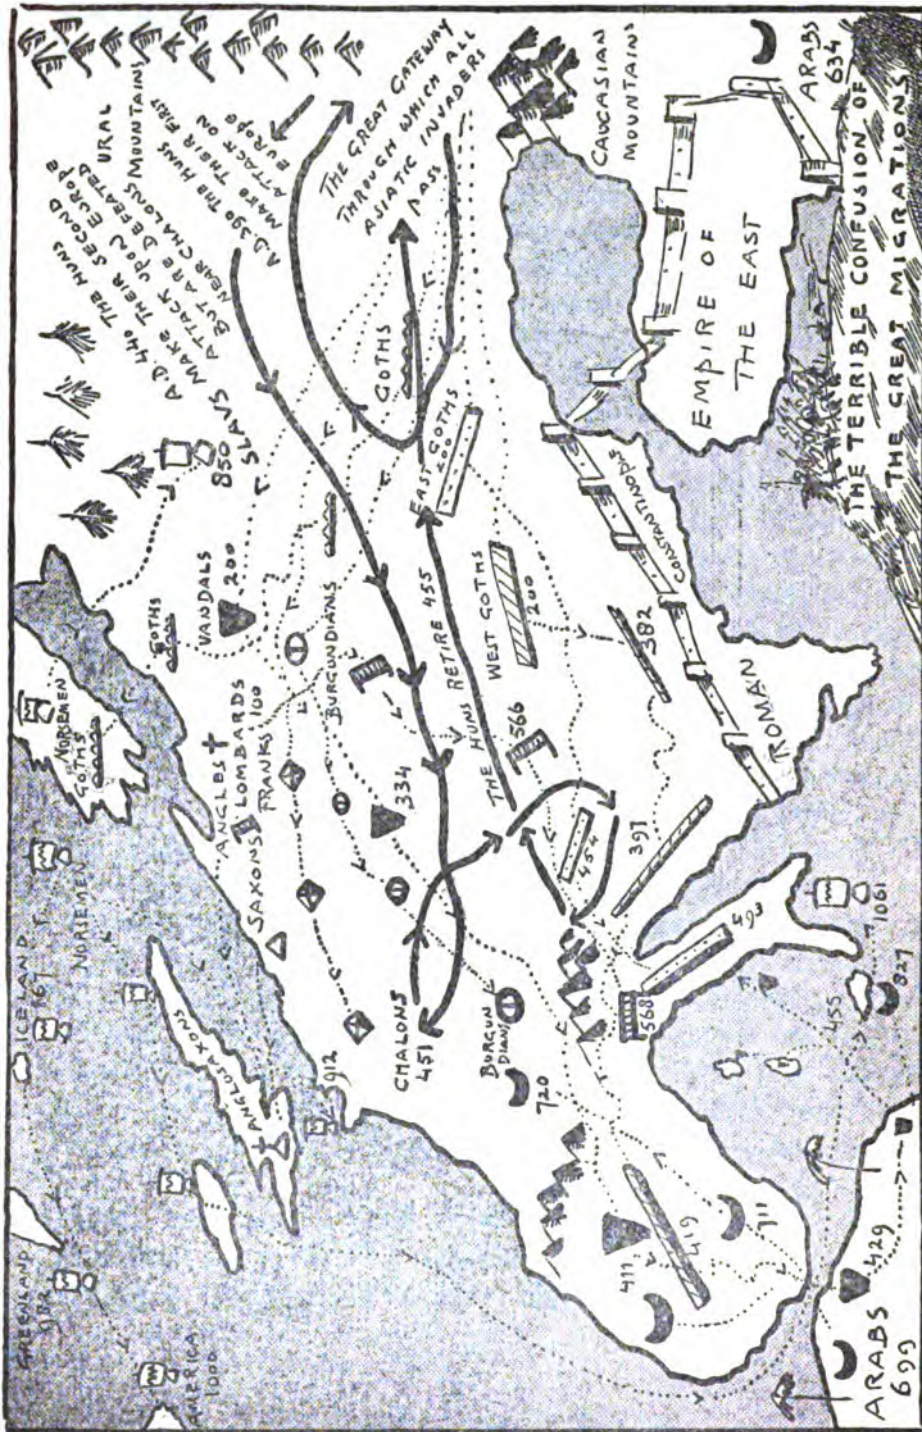 GREENLAND
982
AMERICA
1000
ICELAND
867
NORSEMEN
NORSEMEN
GOTHS
GOTHS
ANGLO SAXONS
912
SAXONS
ANGLES
LOMBARDS
FRANKS 100
VANDALS
200
850
SLAVS
A.D. 440 THE HUNS
MAKE THEIR SECOND
ATTACK UPON EUROPE
BUT ARE DEFEATED
NEAR CHALONS
URAL
MOUNTAINS
A.D 390 THE HUNS
MAKE THEIR FIRST
ATTACK ON
EUROPE
THE GREAT GATEWAY
THROUGH WHICH ALL
ASIATIC INVADERS
PASS
GOTHS
BURGUNDIANS
334
CHALONS
451
THE HUNS RETIRE 455
EAST GOTHS
200
WEST GOTHS
200
566
454
BURGUN
DIANS
720
382
397
CAUCASIAN
MOUNTAINS
CONSTANTINOPLE
ROMAN
EMPIRE OF
THE EAST
ARABS
634
568
493
411
419
711
455
1061
827
429
ARABS
699
THE TERRIBLE CONFUSION OF
THE GREAT MIGRATIONS